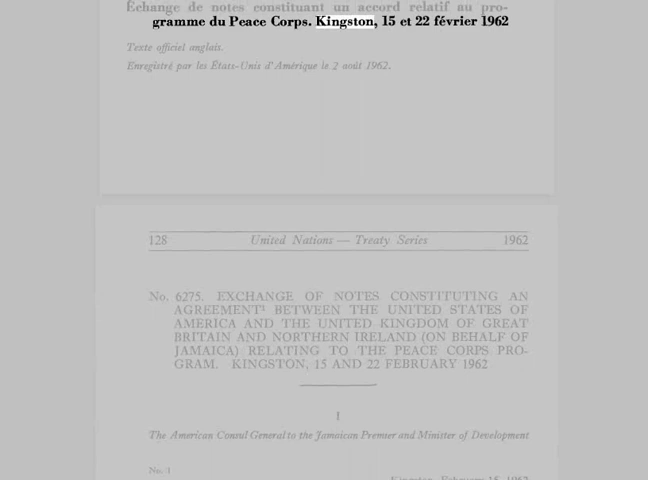 Échange de notes constituant un accord relatif au pro-
gramme du Peace Corps. Kingston, 15 et 22 février 1962
Texte officiel anglais.
Enregistré par les États-Unis d'Amérique le 2 août 1962.
128 United Nations — Treaty Series 1962
No. 6275. EXCHANGE OF NOTES CONSTITUTING AN
AGREEMENT¹ BETWEEN THE UNITED STATES OF
AMERICA AND THE UNITED KINGDOM OF GREAT
BRITAIN AND NORTHERN IRELAND (ON BEHALF OF
JAMAICA) RELATING TO THE PEACE CORPS PRO-
GRAM. KINGSTON, 15 AND 22 FEBRUARY 1962
I
The American Consul General to the Jamaican Premier and Minister of Development
No. 1
Kingston, February 15, 1962